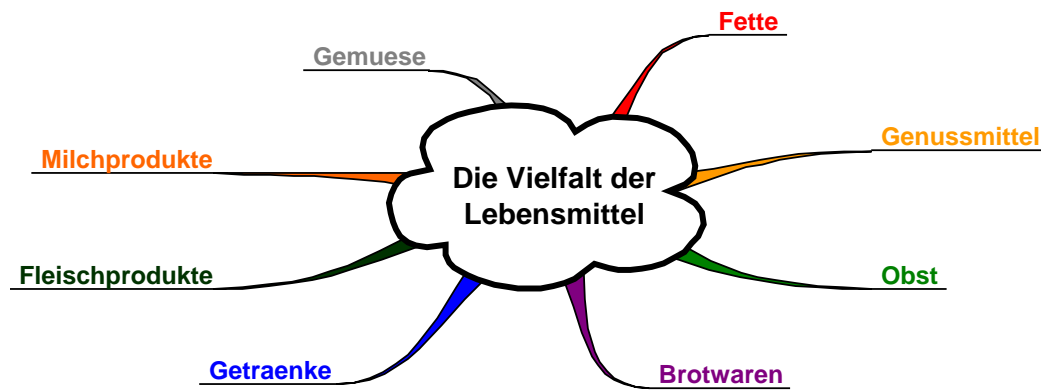 Fette
Gemuese
Genussmittel
Milchprodukte
Die Vielfalt der
Lebensmittel
Fleischprodukte
Obst
Getraenke
Brotwaren